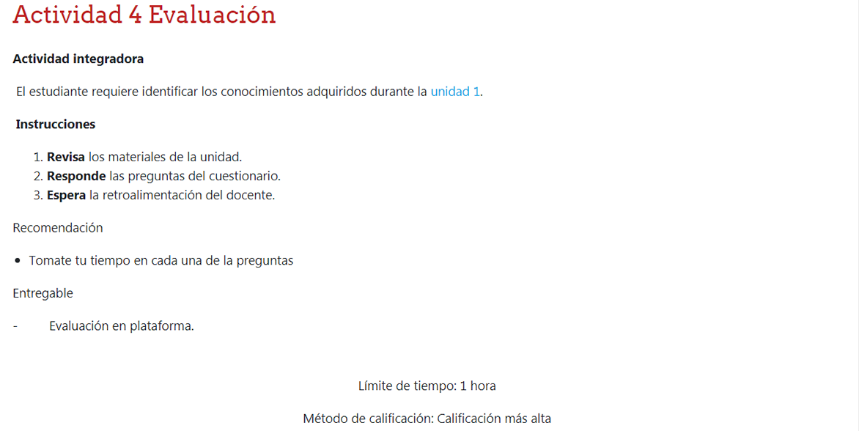 Actividad 4 Evaluación
Actividad integradora
El estudiante requiere identificar los conocimientos adquiridos durante la unidad 1.
Instrucciones
1. Revisa los materiales de la unidad.
2. Responde las preguntas del cuestionario.
3. Espera la retroalimentación del docente.
Recomendación
• Tomate tu tiempo en cada una de la preguntas
Entregable
- Evaluación en plataforma.
Límite de tiempo: 1 hora
Método de calificación: Calificación más alta